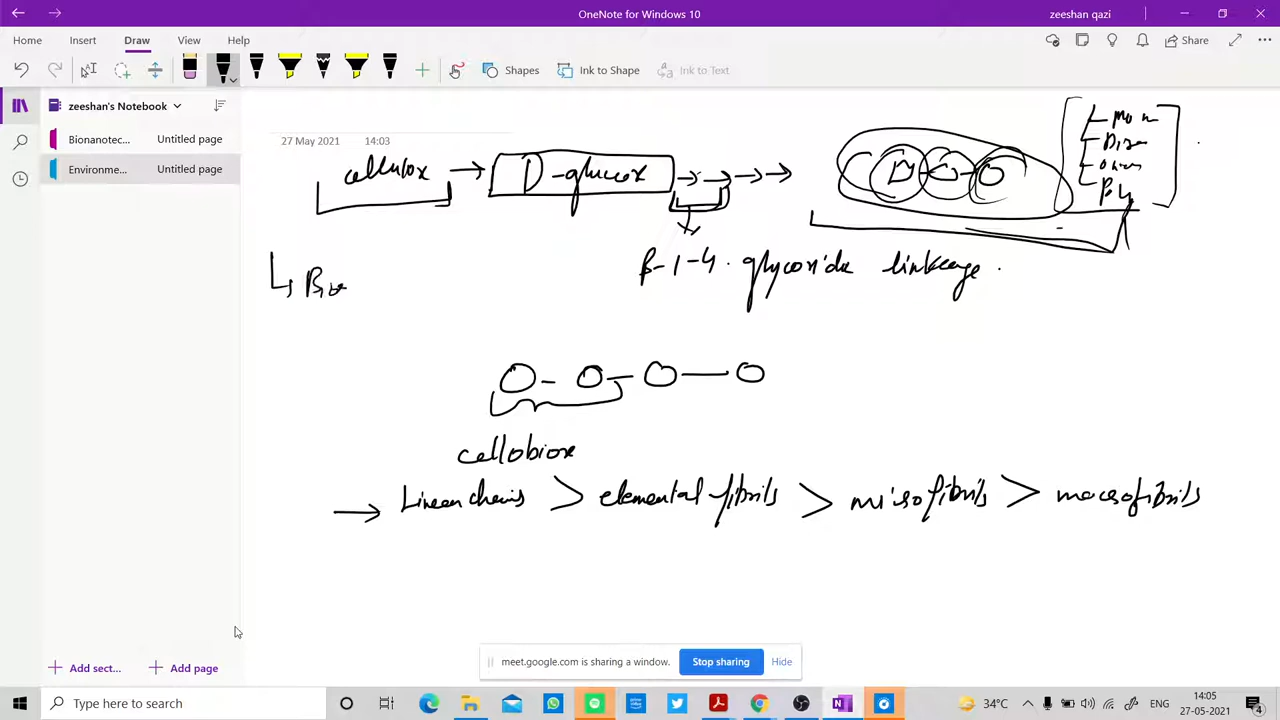 OneNote for Windows 10
zeeshan qazi
Home Insert Draw View Help
Share
Shapes Ink to Shape Ink to Text
zeeshan's Notebook
Bionanotec... Untitled page
Environme... Untitled page
27 May 2021 14:03
cellulose → D-glucose → → → →
β-1-4. glycoside linkage.
cellobiose
→ Linear chains > elemental fibrils > microfibrils > macrofibrils
meet.google.com is sharing a window. Stop sharing Hide
+ Add sect... + Add page
Type here to search
34°C
14:05
27-05-2021
4